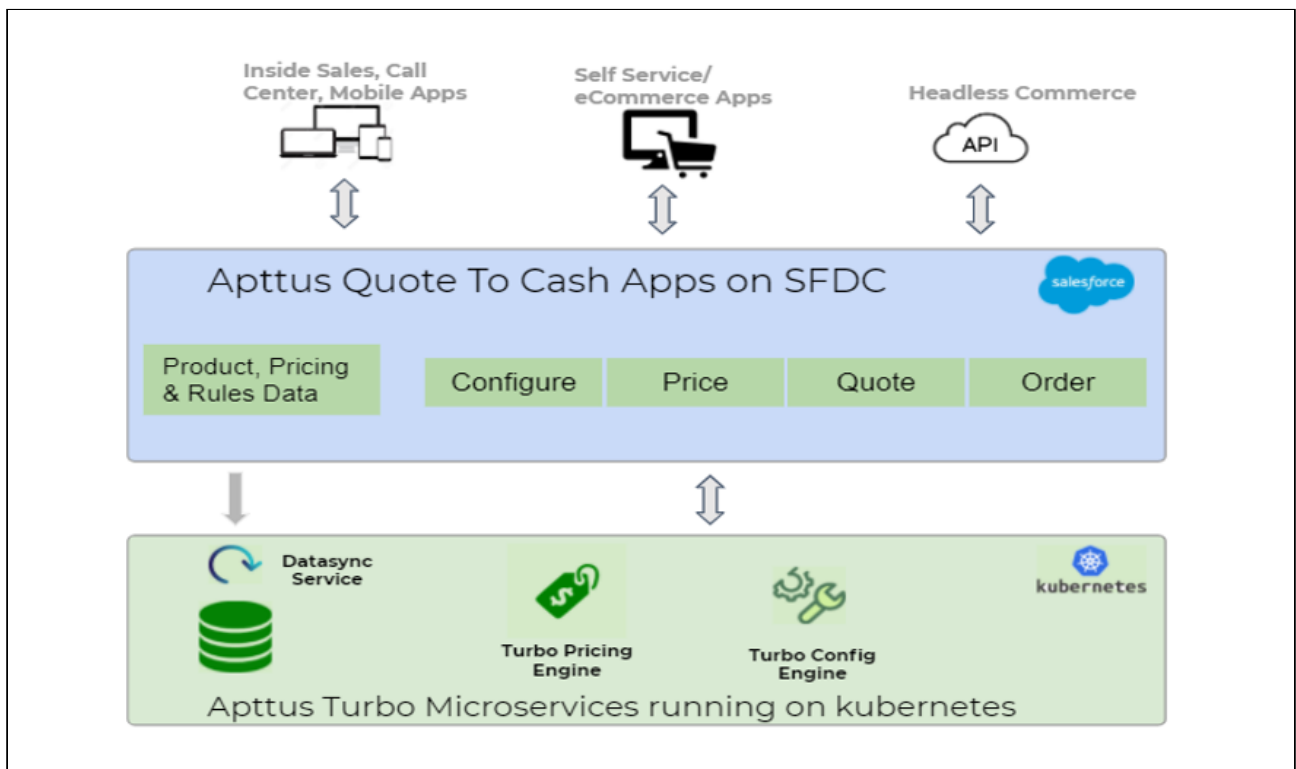 Inside Sales, Call
Center, Mobile Apps
Self Service/
eCommerce Apps
Headless Commerce
API
Apttus Quote To Cash Apps on SFDC
salesforce
Product, Pricing
& Rules Data
Configure
Price
Quote
Order
Datasync
Service
$
Turbo Pricing
Engine
Turbo Config
Engine
kubernetes
Apttus Turbo Microservices running on kubernetes